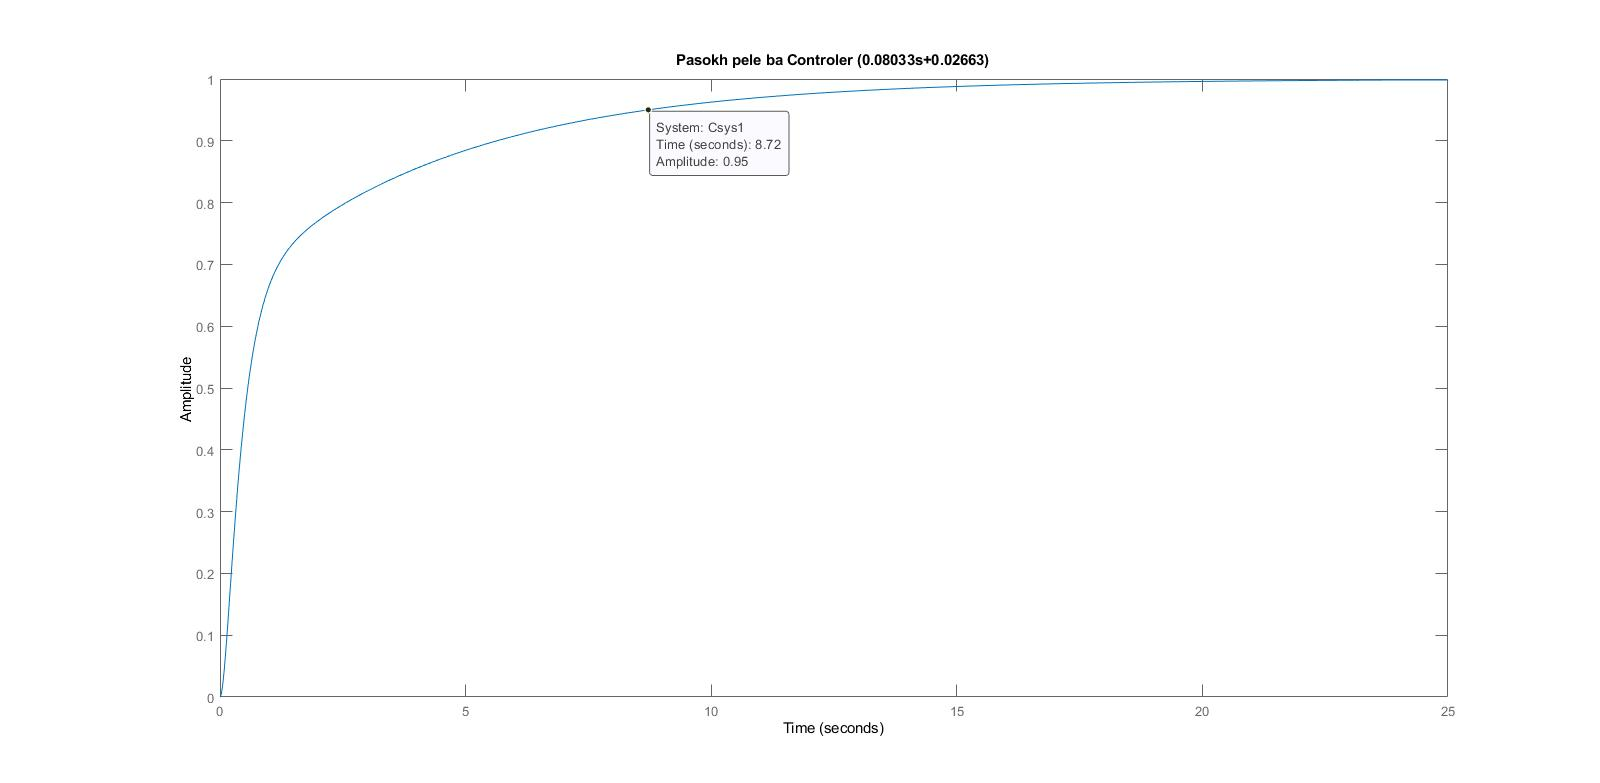 Pasokh pele ba Controler (0.08033s+0.02663)
1
0.9
0.8
0.7
0.6
0.5
0.4
0.3
0.2
0.1
0
Amplitude
System: Csys1
Time (seconds): 8.72
Amplitude: 0.95
0 5 10 15 20 25
Time (seconds)